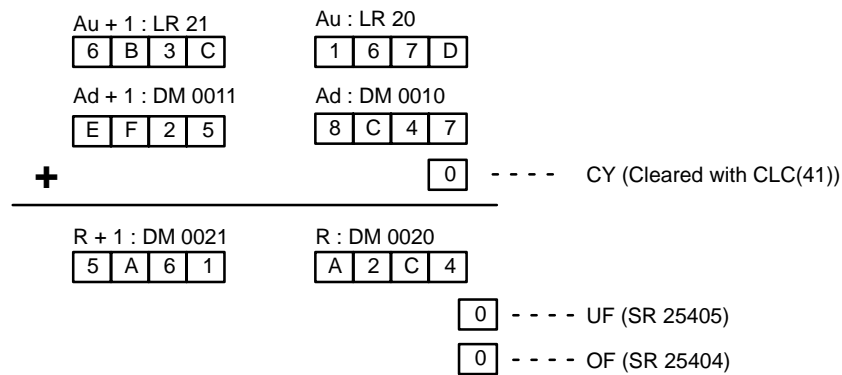 Au + 1 : LR 21 Au : LR 20
6 B 3 C 1 6 7 D
Ad + 1 : DM 0011 Ad : DM 0010
E F 2 5 8 C 4 7
+ 0 - - - - CY (Cleared with CLC(41))
R + 1 : DM 0021 R : DM 0020
5 A 6 1 A 2 C 4
0 - - - - UF (SR 25405)
0 - - - - OF (SR 25404)